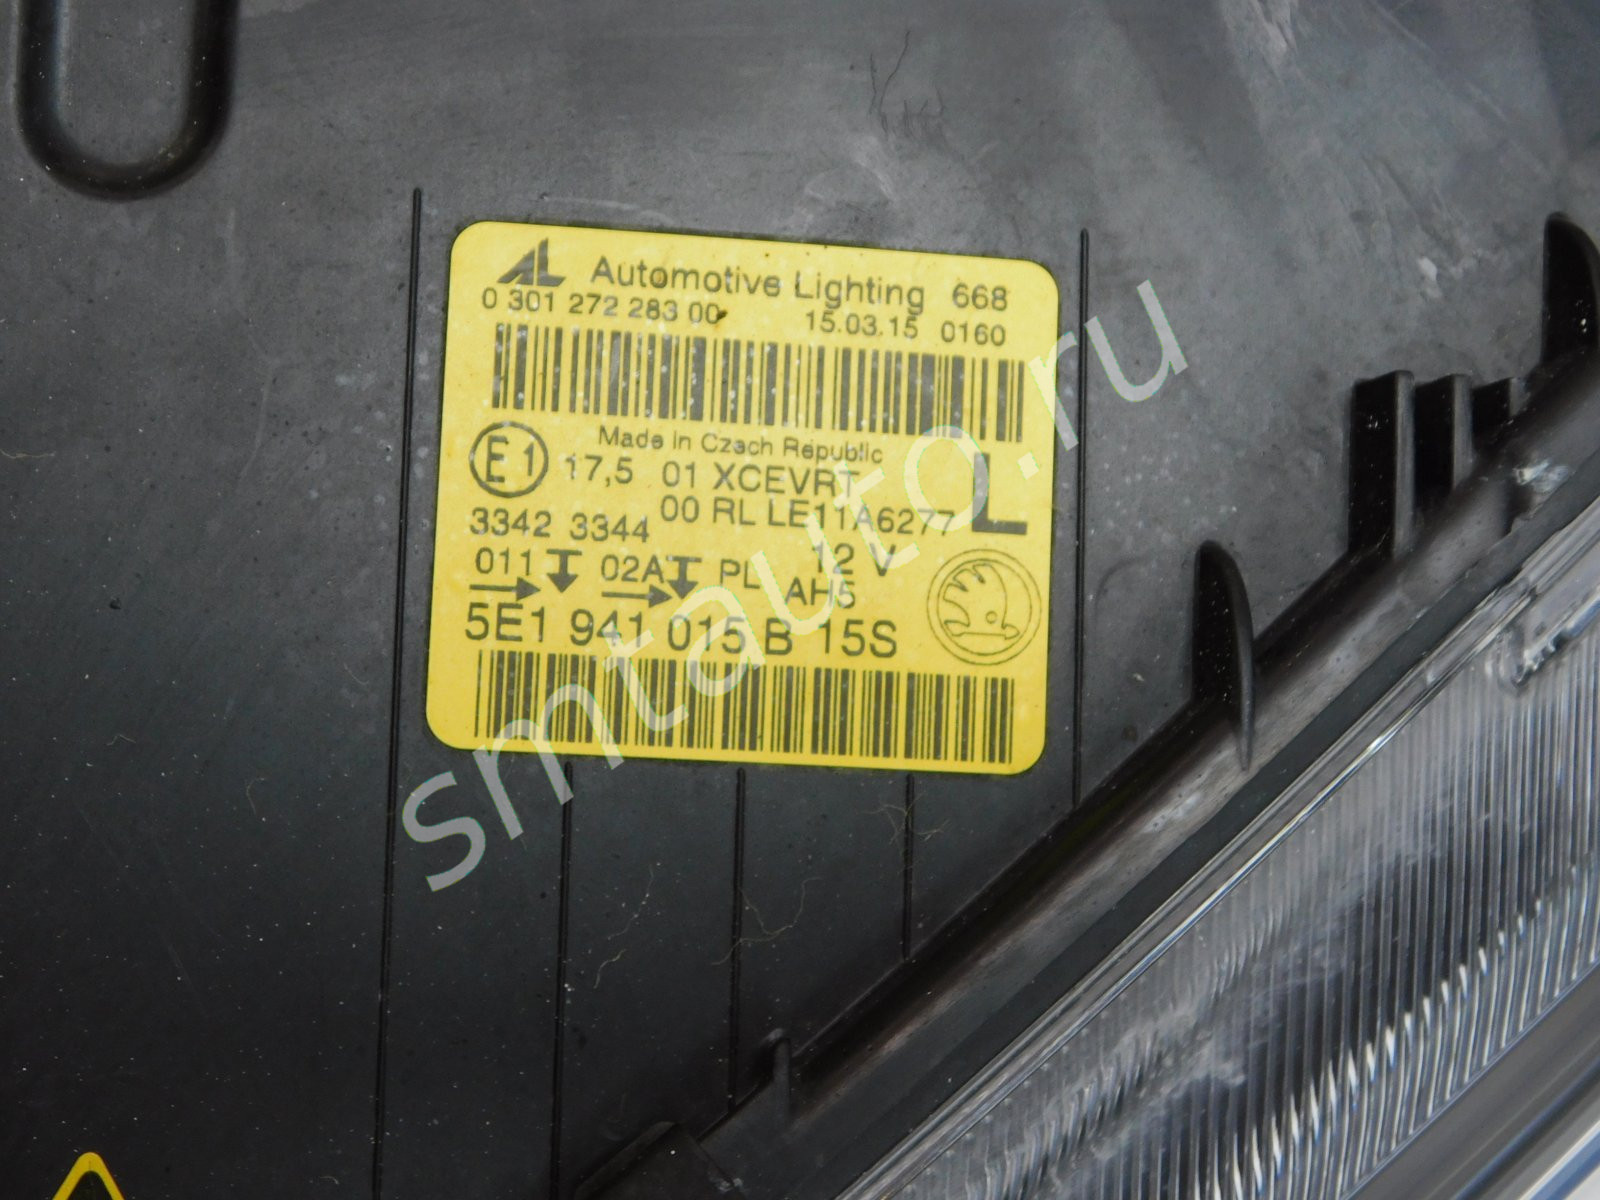 AL Automotive Lighting 668
0 301 272 283 00 15.03.15 0160
Made in Czech Republic
E1 17,5 01 XCEVRT L
00 RL LE11A6277
3342 3344
011 02A PL 12 V
AH5
5E1 941 015 B 15S
smtauto.ru